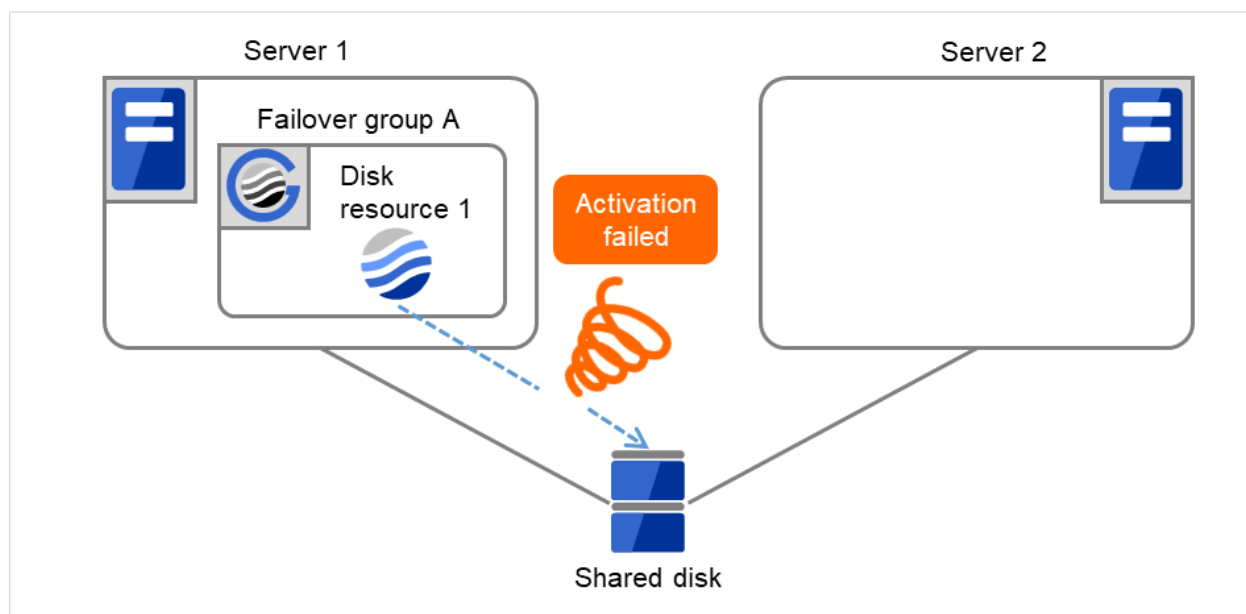 Server 1
Server 2
Failover group A
Disk
resource 1
Activation
failed
Shared disk